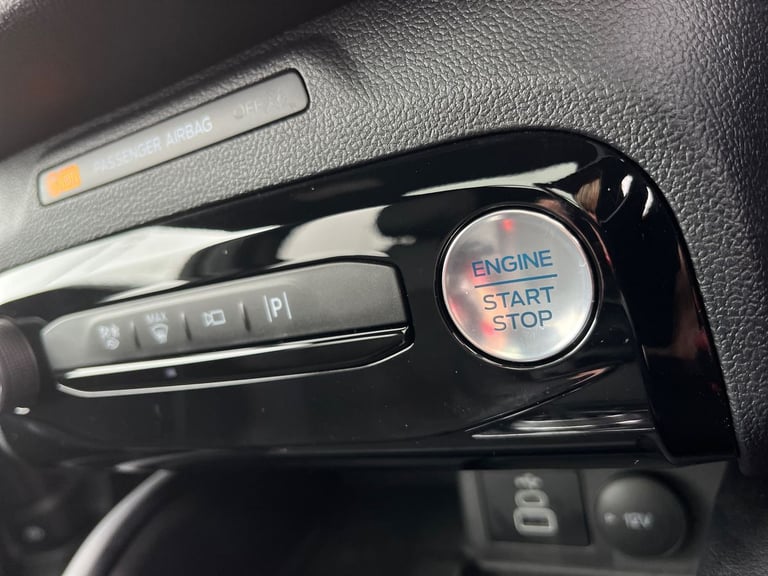 PASSENGER AIRBAG OFF
MAX
P
ENGINE
START
STOP
12V